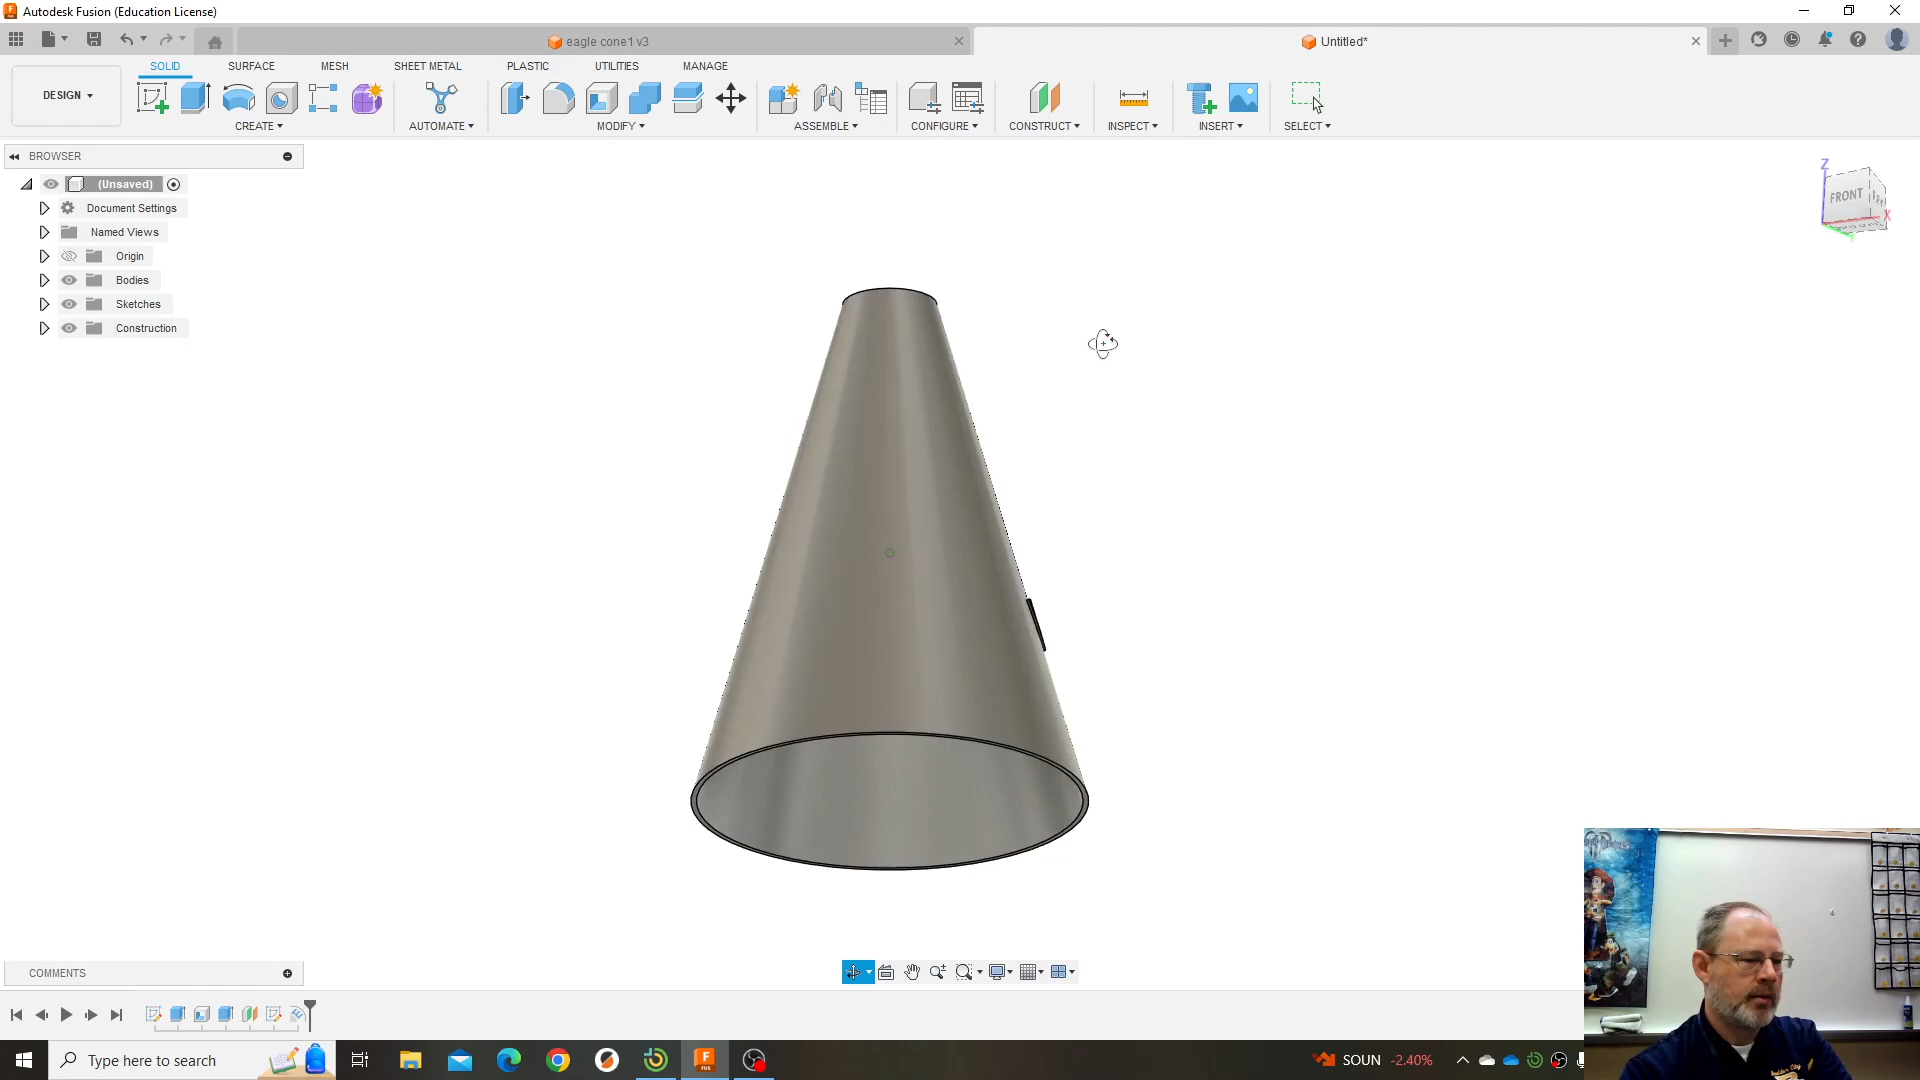 Autodesk Fusion (Education License)
eagle cone1 v3
Untitled*
DESIGN
SOLID
SURFACE
MESH
SHEET METAL
PLASTIC
UTILITIES
MANAGE
CREATE
AUTOMATE
MODIFY
ASSEMBLE
CONFIGURE
CONSTRUCT
INSPECT
INSERT
SELECT
BROWSER
(Unsaved)
Document Settings
Named Views
Origin
Bodies
Sketches
Construction
Z
FRONT
X
COMMENTS
Type here to search
F
FUS
SOUN -2.40%